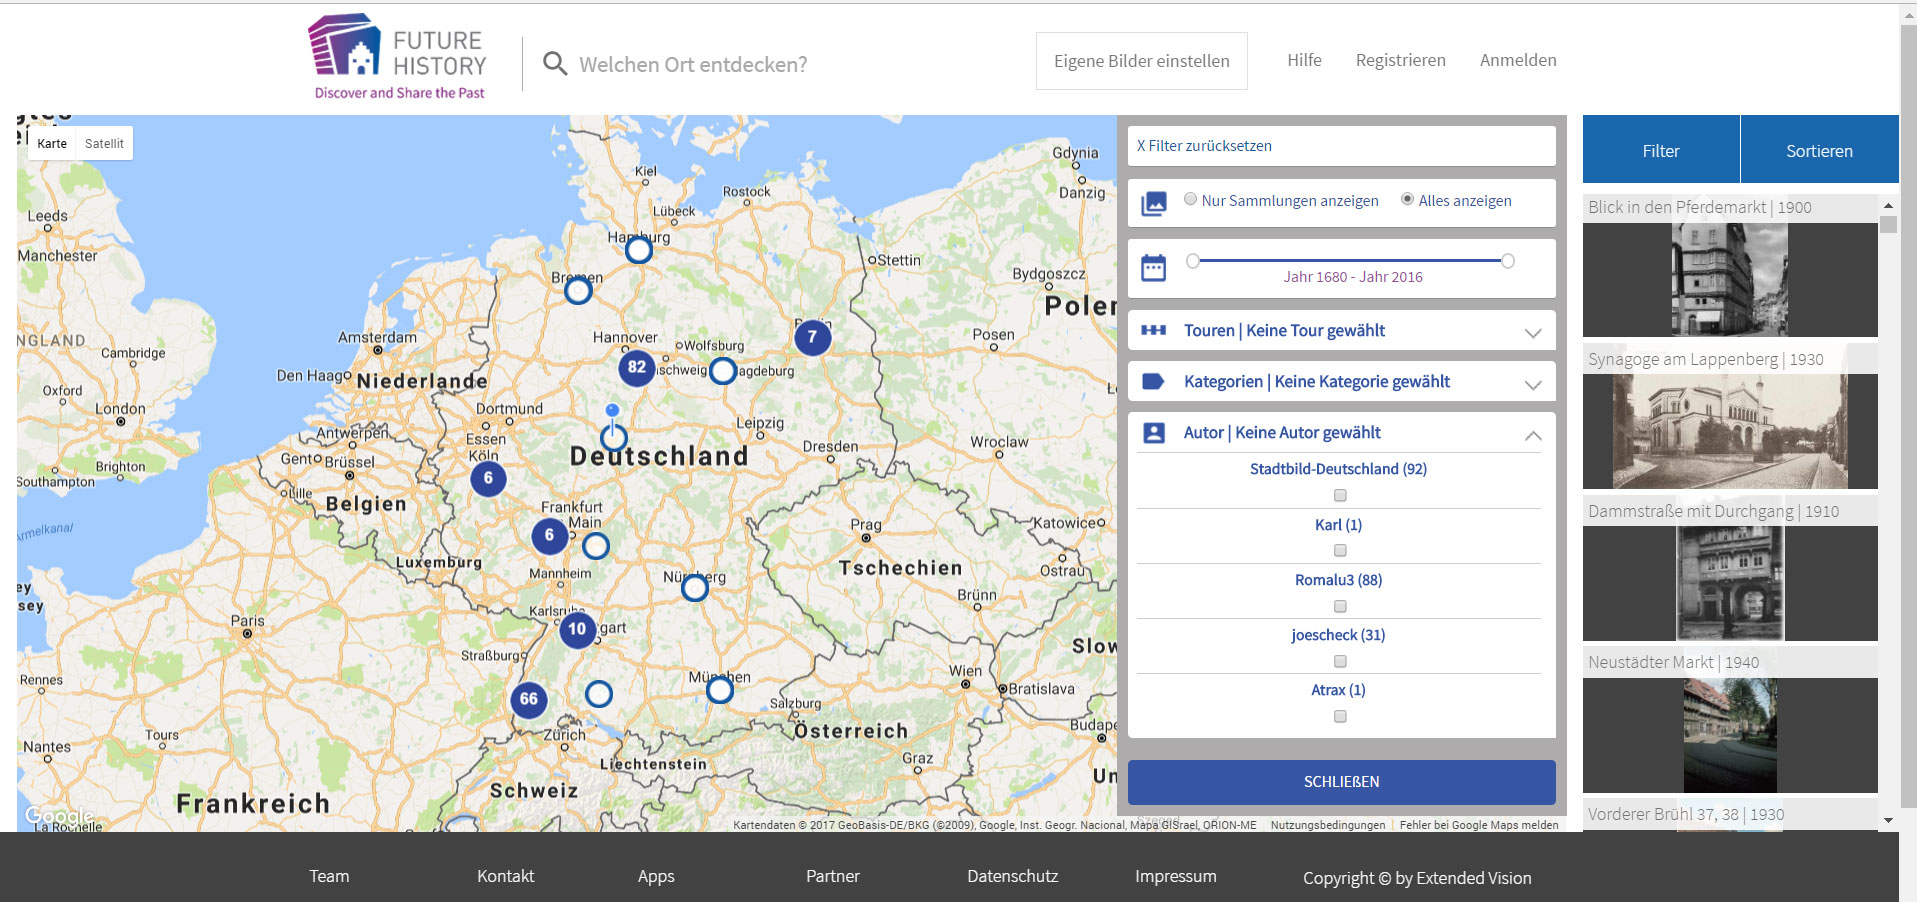 FUTURE
HISTORY
Discover and Share the Past
Welchen Ort entdecken?
Eigene Bilder einstellen
Hilfe
Registrieren
Anmelden
Karte
Satellit
Leeds
Manchester
NGLAND
Cambridge
Oxford
London
Brighton
Southampton
Ärmelkanal
Rennes
Nantes
Tours
La Rochelle
Paris
Frankreich
Amsterdam
Den Haag
Niederlande
Antwerpen
Gent
Brüssel
Lille
Belgien
Luxemburg
Kiel
Rostock
Lübeck
Hamburg
Bremen
Hannover
Wolfsburg
schweig
agdeburg
Berlin
7
82
Dortmund
Essen
Köln
6
Deutschland
Leipzig
Dresden
Frankfurt
Main
6
Mannheim
Nürnberg
Karlsruhe
10
gart
Straßburg
66
München
Zürich
Liechtenstein
Schweiz
Salzburg
Österreich
Graz
Wien
Bratislava
Budape
Un
Slow
Brünn
Tschechien
Prag
Ostrau
Katowice
Wroclaw
Posen
Polen
Bydgoszcz
Stettin
Gdynia
Danzig
Google
Kartendaten © 2017 GeoBasis-DE/BKG (©2009), Google, Inst. Geogr. Nacional, Mapa GISrael, ORION-ME
Nutzungsbedingungen
Fehler bei Google Maps melden
X Filter zurücksetzen
Nur Sammlungen anzeigen
Alles anzeigen
Jahr 1680 - Jahr 2016
Touren | Keine Tour gewählt
Kategorien | Keine Kategorie gewählt
Autor | Keine Autor gewählt
Stadtbild-Deutschland (92)
Karl (1)
Romalu3 (88)
joescheck (31)
Atrax (1)
SCHLIEßEN
Filter
Sortieren
Blick in den Pferdemarkt | 1900
Synagoge am Lappenberg | 1930
Dammstraße mit Durchgang | 1910
Neustädter Markt | 1940
Vorderer Brühl 37, 38 | 1930
Team
Kontakt
Apps
Partner
Datenschutz
Impressum
Copyright © by Extended Vision